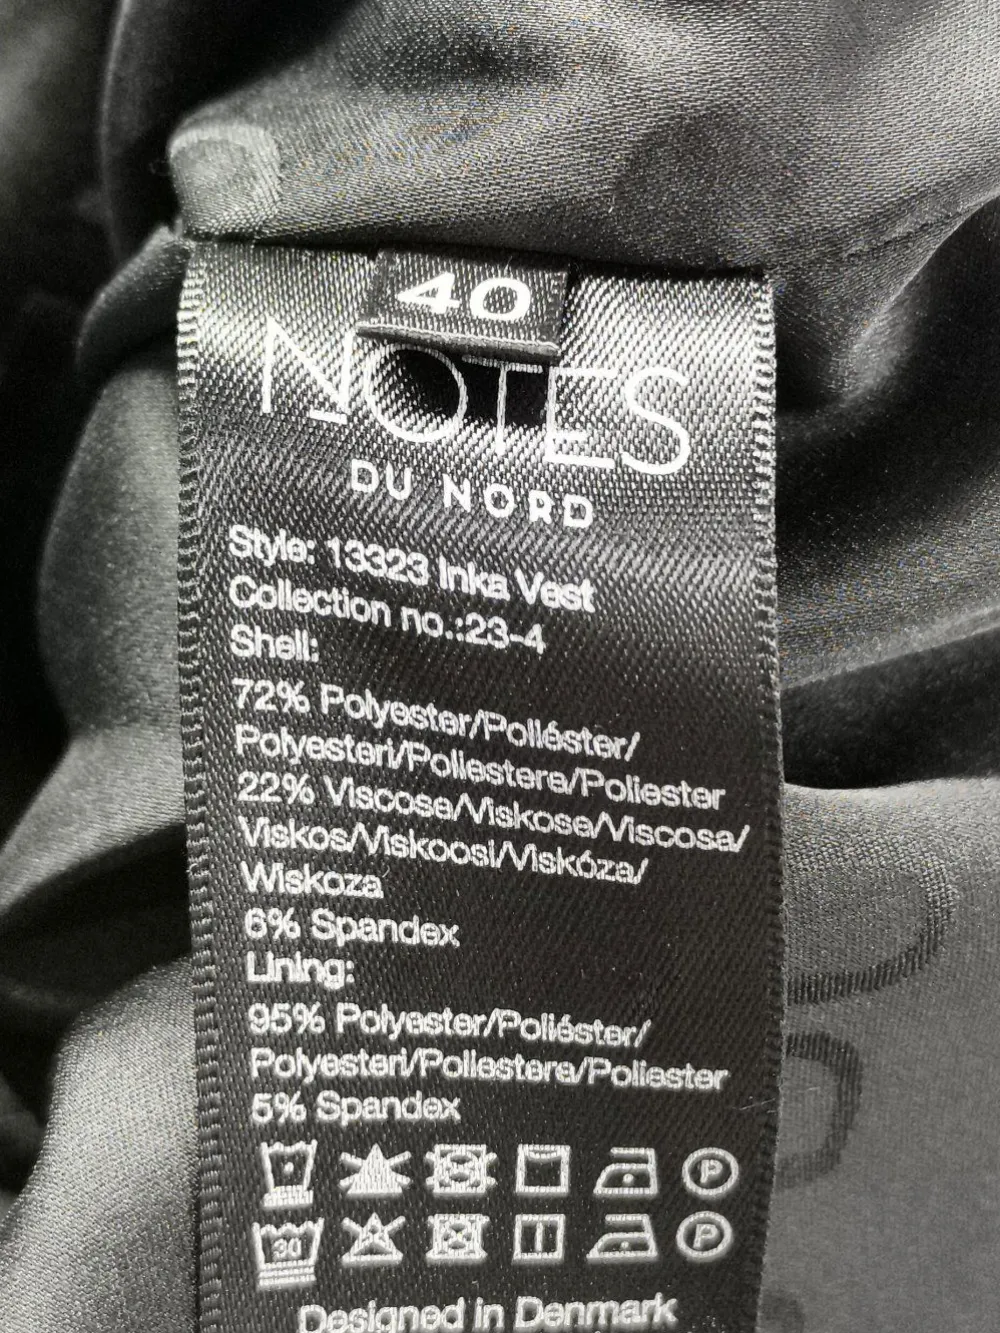 40
NOTES
DU NORD
Style: 13323 Inka Vest
Collection no.:23-4
Shell:
72% Polyester/Poliéster/
Polyesteri/Poliestere/Poliester
22% Viscose/Viskose/Viscosa/
Viskos/Viskoosi/Viskóza/
Wiskoza
6% Spandex
Lining:
95% Polyester/Poliéster/
Polyesteri/Poliestere/Poliester
5% Spandex
P
30 P
Designed in Denmark